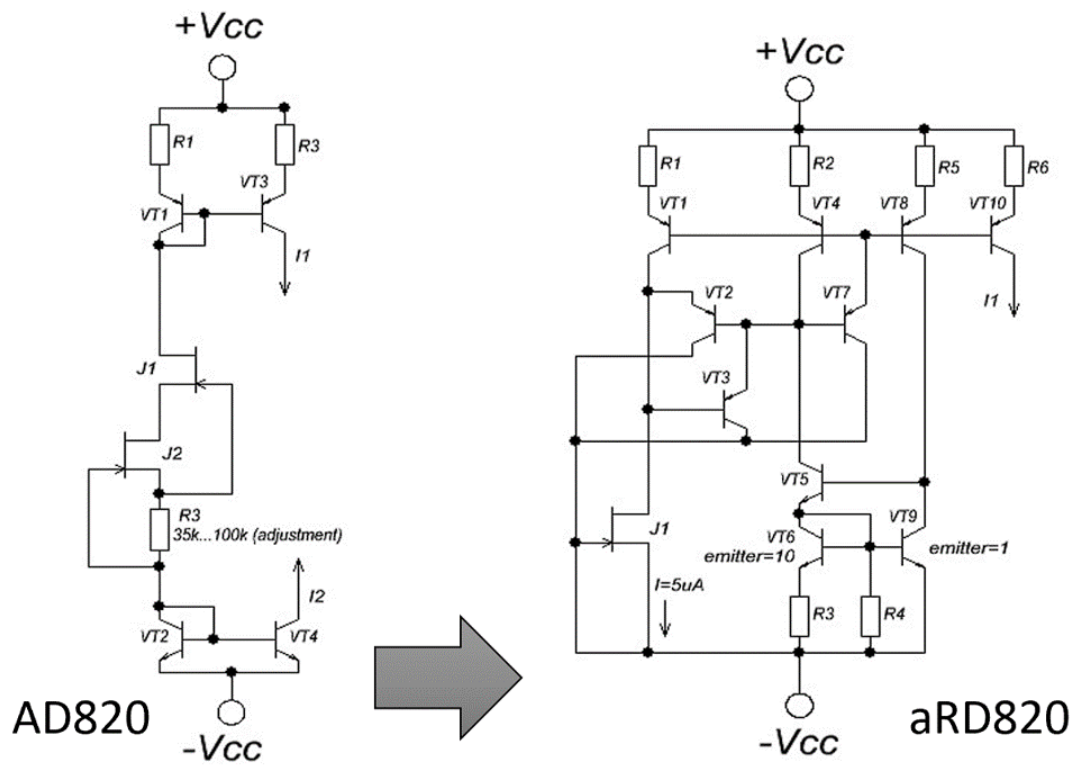 +Vcc
R1
R3
VT1
VT3
I1
J1
J2
R3
35k...100k (adjustment)
I2
VT2
VT4
AD820
-Vcc
+Vcc
R1
R2
R5
R6
VT1
VT4
VT8
VT10
I1
VT2
VT7
VT3
VT5
J1
VT6
emitter=10
VT9
emitter=1
I=5uA
R3
R4
-Vcc
aRD820